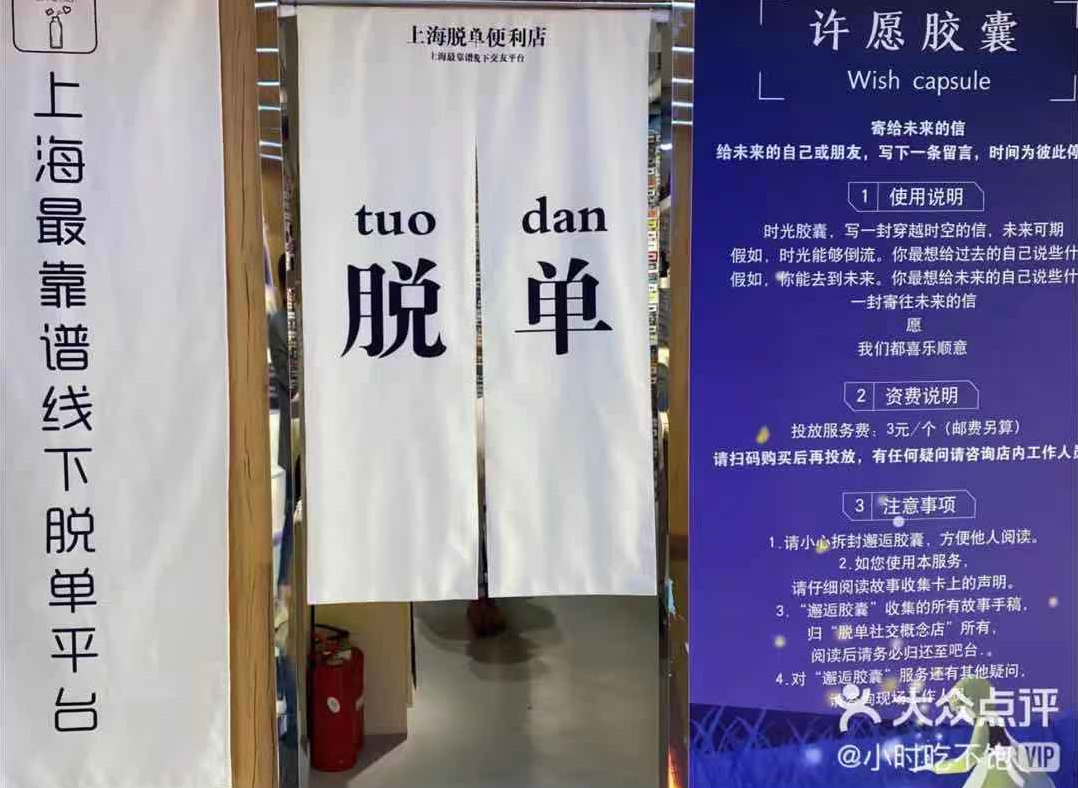 上海最靠谱线下脱单平台
上海脱单便利店
上海最靠谱线下交友平台
tuo dan
脱单
许愿胶囊
Wish capsule
寄给未来的信
给未来的自己或朋友，写下一条留言，时间为彼此停
1 使用说明
时光胶囊，写一封穿越时空的信，未来可期
假如，时光能够倒流。你最想给过去的自己说些什
假如，你能去到未来。你最想给未来的自己说些什
一封寄往未来的信
愿
我们都喜乐顺意
2 资费说明
投放服务费：3元/个（邮费另算）
请扫码购买后再投放，有任何疑问请咨询店内工作人员
3 注意事项
1.请小心拆封邂逅胶囊，方便他人阅读。
2.如您使用本服务，
请仔细阅读故事收集卡上的声明。
3.“邂逅胶囊”收集的所有故事手稿，
归“脱单社交概念店”所有，
阅读后请务必归还至吧台.。
4.对“邂逅胶囊”服务还有其他疑问，
请咨询现场工作人
大众点评
@小时吃不饱 VIP